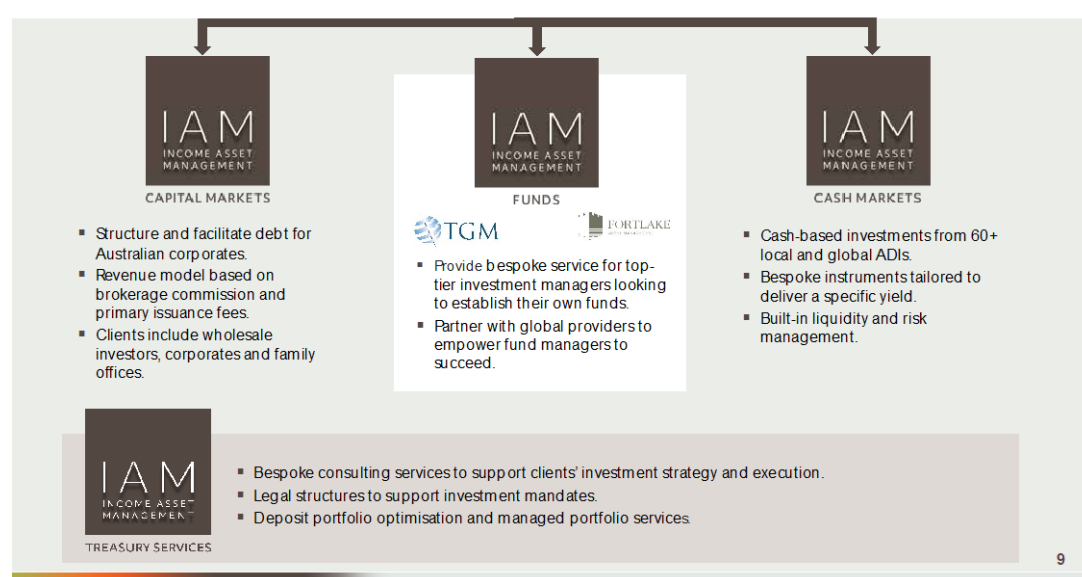 IAM
INCOME ASSET
MANAGEMENT
CAPITAL MARKETS
▪ Structure and facilitate debt for
Australian corporates.
▪ Revenue model based on
brokerage commission and
primary issuance fees.
▪ Clients include wholesale
investors, corporates and family
offices.
IAM
INCOME ASSET
MANAGEMENT
FUNDS
TGM
FORTLAKE
▪ Provide bespoke service for top-
tier investment managers looking
to establish their own funds.
▪ Partner with global providers to
empower fund managers to
succeed.
IAM
INCOME ASSET
MANAGEMENT
CASH MARKETS
▪ Cash-based investments from 60+
local and global ADIs.
▪ Bespoke instruments tailored to
deliver a specific yield.
▪ Built-in liquidity and risk
management.
IAM
INCOME ASSET
MANAGEMENT
TREASURY SERVICES
▪ Bespoke consulting services to support clients’ investment strategy and execution.
▪ Legal structures to support investment mandates.
▪ Deposit portfolio optimisation and managed portfolio services.
9